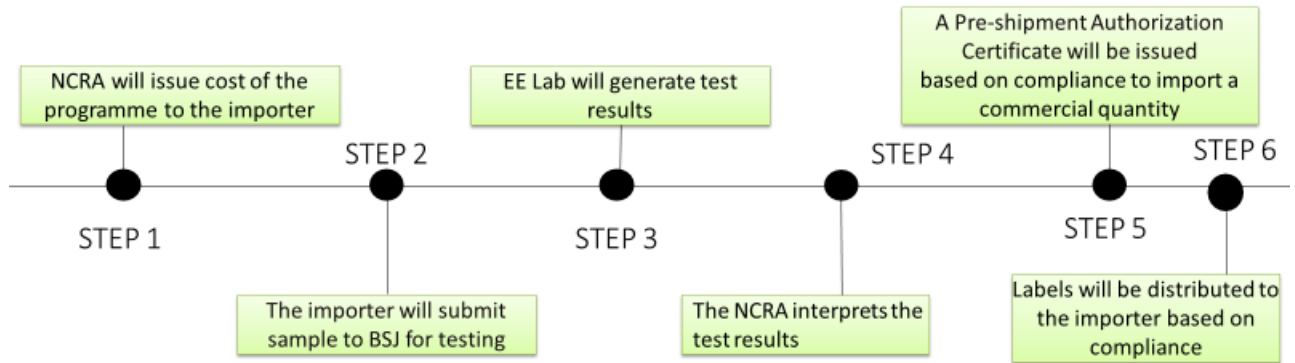 NCRA will issue cost of the
programme to the importer
STEP 1
STEP 2
The importer will submit
sample to BSJ for testing
EE Lab will generate test
results
STEP 3
STEP 4
The NCRA interprets the
test results
A Pre-shipment Authorization
Certificate will be issued
based on compliance to import a
commercial quantity
STEP 5
STEP 6
Labels will be distributed to
the importer based on
compliance